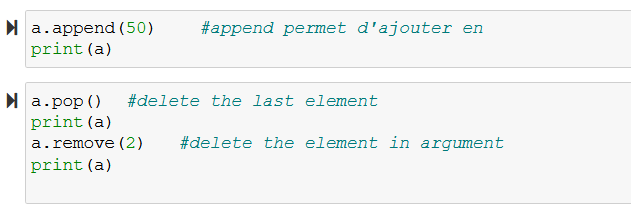 a.append(50)     #append permet d'ajouter en
print(a)
a.pop()  #delete the last element
print(a)
a.remove(2)   #delete the element in argument
print(a)